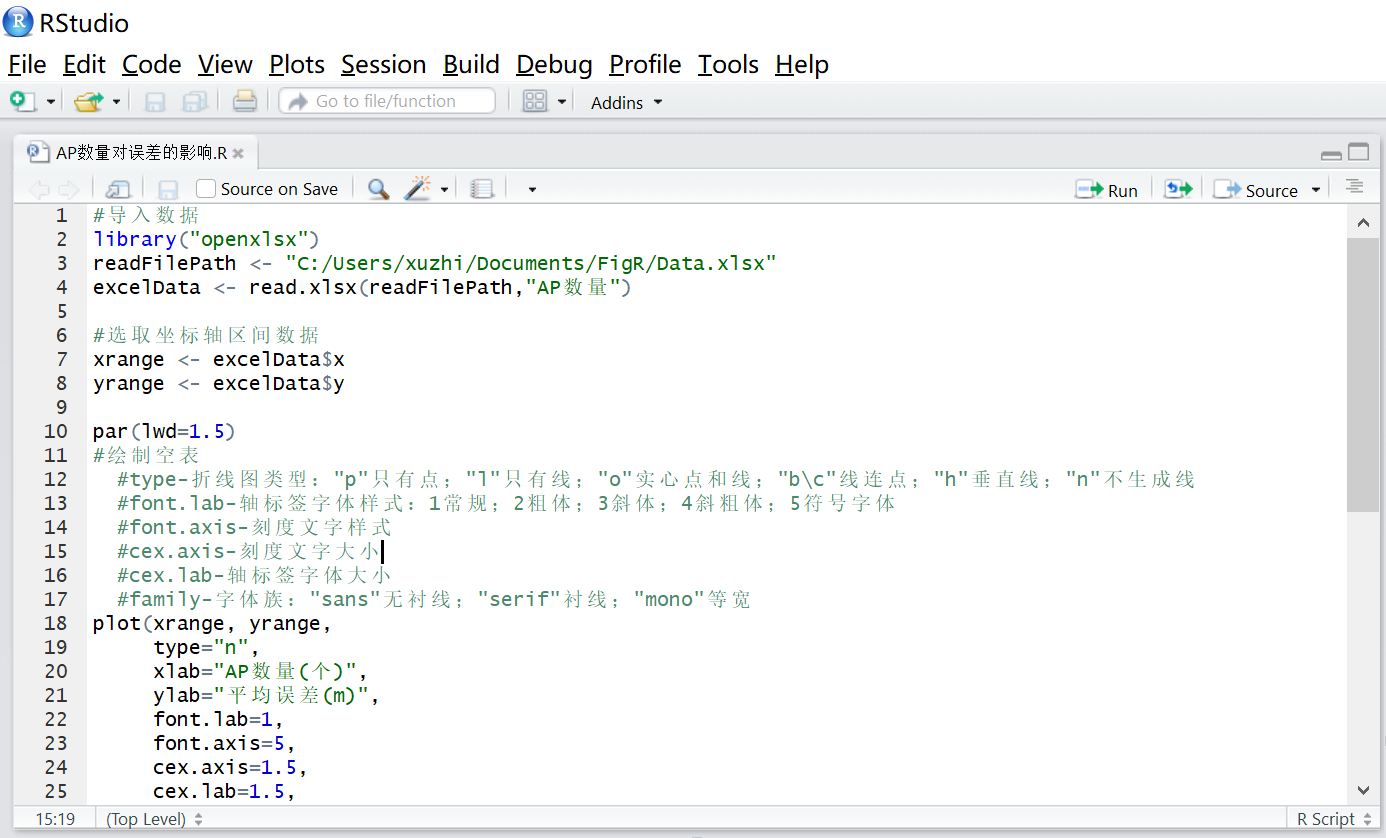 RStudio
File Edit Code View Plots Session Build Debug Profile Tools Help
Go to file/function Addins
AP数量对误差的影响.R
Source on Save Run Source
1 #导入数据
2 library("openxlsx")
3 readFilePath <- "C:/Users/xuzhi/Documents/FigR/Data.xlsx"
4 excelData <- read.xlsx(readFilePath,"AP数量")
5
6 #选取坐标轴区间数据
7 xrange <- excelData$x
8 yrange <- excelData$y
9
10 par(lwd=1.5)
11 #绘制空表
12 #type-折线图类型："p"只有点；"l"只有线；"o"实心点和线；"b\c"线连点；"h"垂直线；"n"不生成线
13 #font.lab-轴标签字体样式：1常规；2粗体；3斜体；4斜粗体；5符号字体
14 #font.axis-刻度文字样式
15 #cex.axis-刻度文字大小
16 #cex.lab-轴标签字体大小
17 #family-字体族："sans"无衬线；"serif"衬线；"mono"等宽
18 plot(xrange, yrange,
19 type="n",
20 xlab="AP数量(个)",
21 ylab="平均误差(m)",
22 font.lab=1,
23 font.axis=5,
24 cex.axis=1.5,
25 cex.lab=1.5,
15:19 (Top Level) R Script